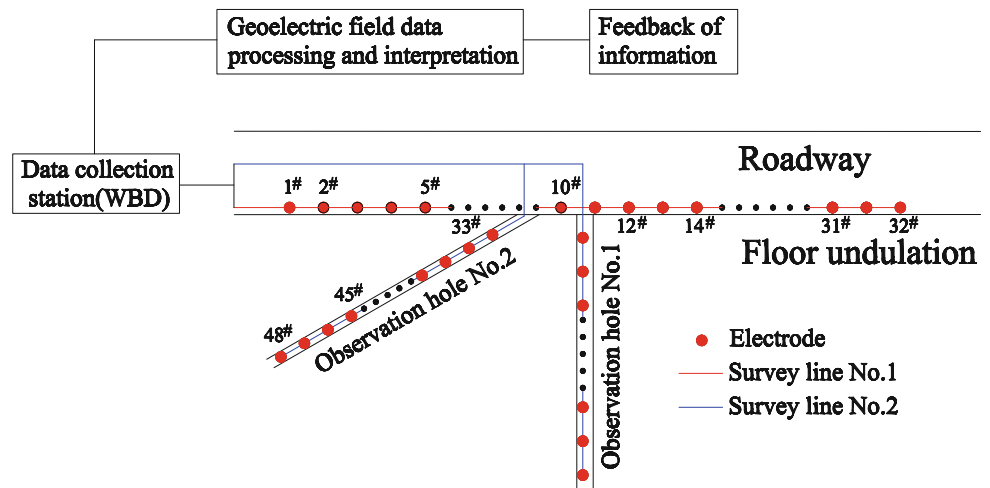 Geoelectric field data
processing and interpretation
Feedback of
information
Data collection
station(WBD)
Roadway
1# 2# 5# 10#
33# 12# 14# 31# 32#
Floor undulation
45#
48#
Observation hole No.2
Observation hole No.1
Electrode
Survey line No.1
Survey line No.2